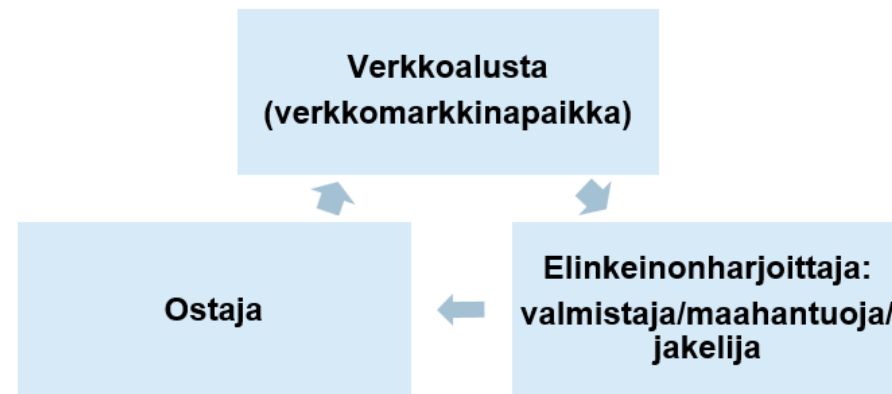 Verkkoalusta
(verkkomarkkinapaikka)
Ostaja
Elinkeinonharjoittaja:
valmistaja/maahantuoja/
jakelija